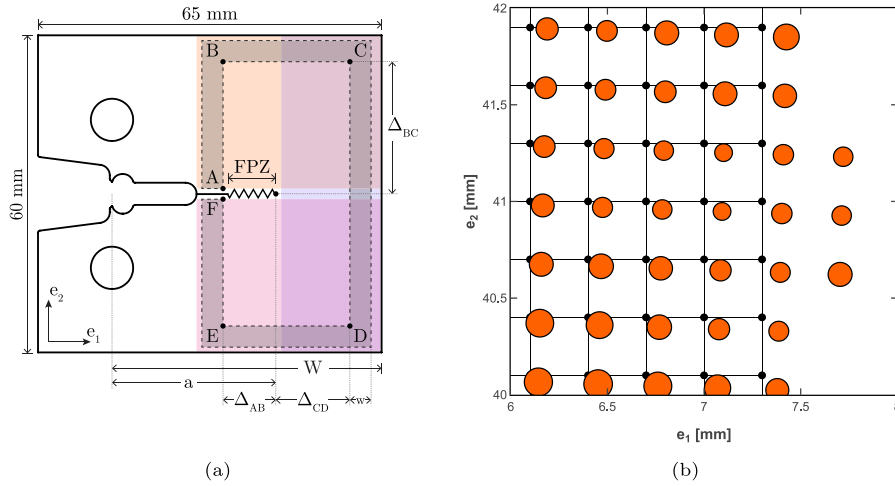 65 mm
60 mm
B
C
A
FPZ
F
E
D
Δ_BC
e_2
e_1
W
a
Δ_AB
Δ_CD
w
(a)
42
41.5
41
40.5
40
e_2 [mm]
6
6.5
7
7.5
8
e_1 [mm]
(b)